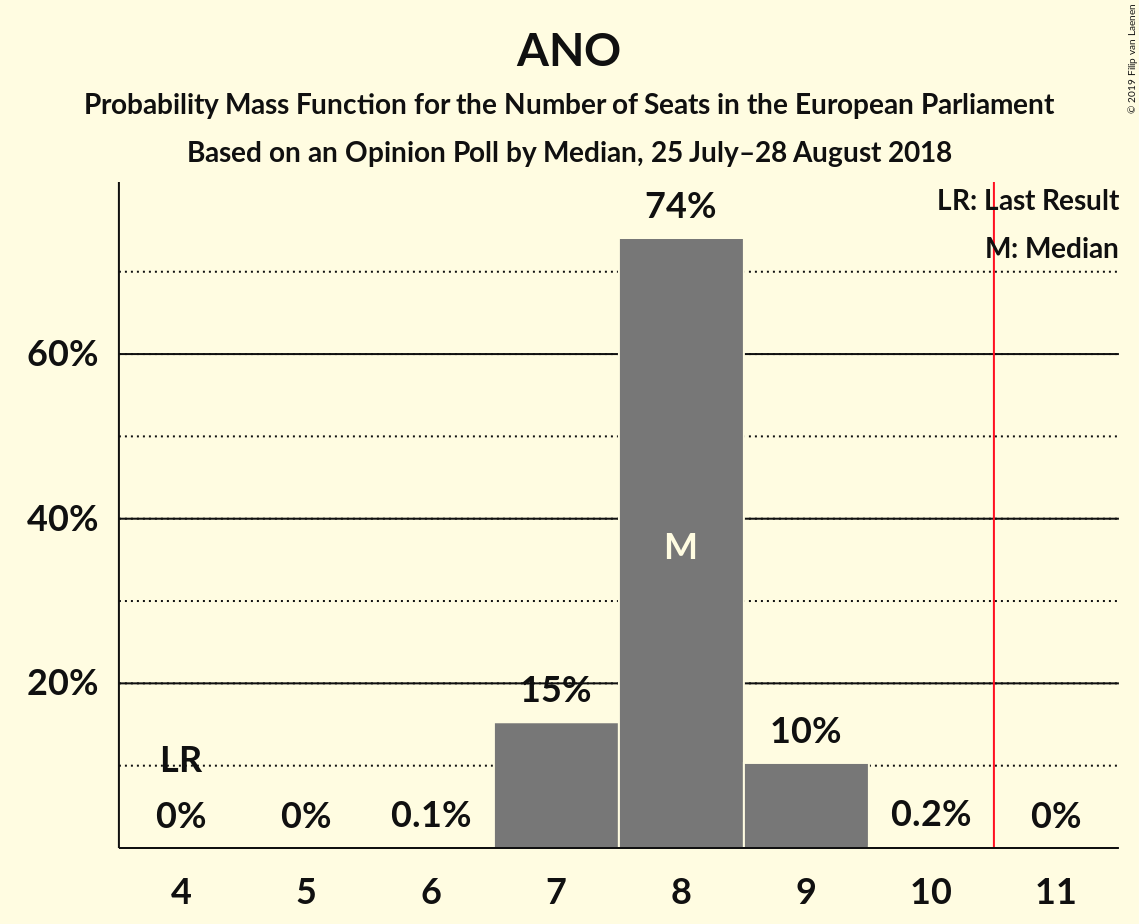 ANO
Probability Mass Function for the Number of Seats in the European Parliament
Based on an Opinion Poll by Median, 25 July–28 August 2018
© 2019 Filip van Laenen
LR: Last Result
M: Median
74%
60%
40%
M
20%
15%
10%
LR
0%
0%
0.1%
0.2%
0%
4 5 6 7 8 9 10 11